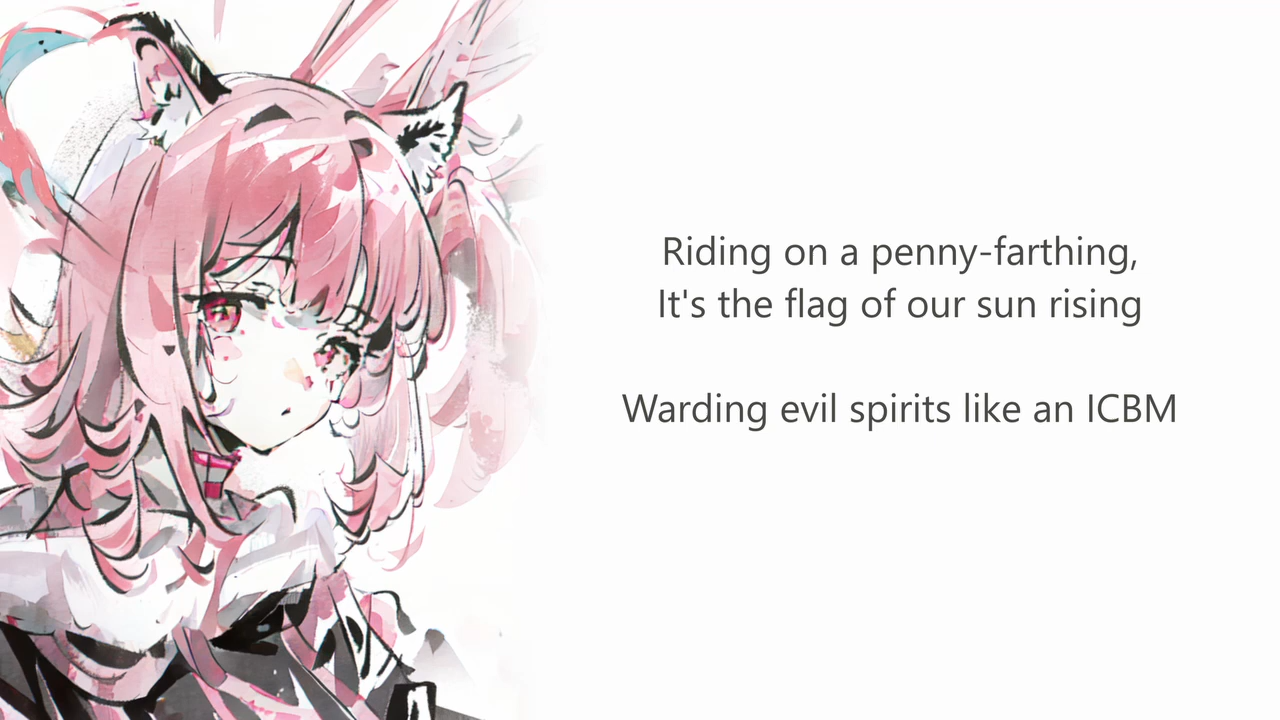 Riding on a penny-farthing,
It's the flag of our sun rising
Warding evil spirits like an ICBM